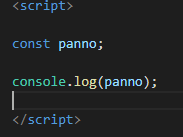 <script>
const panno;
console.log(panno);
</script>